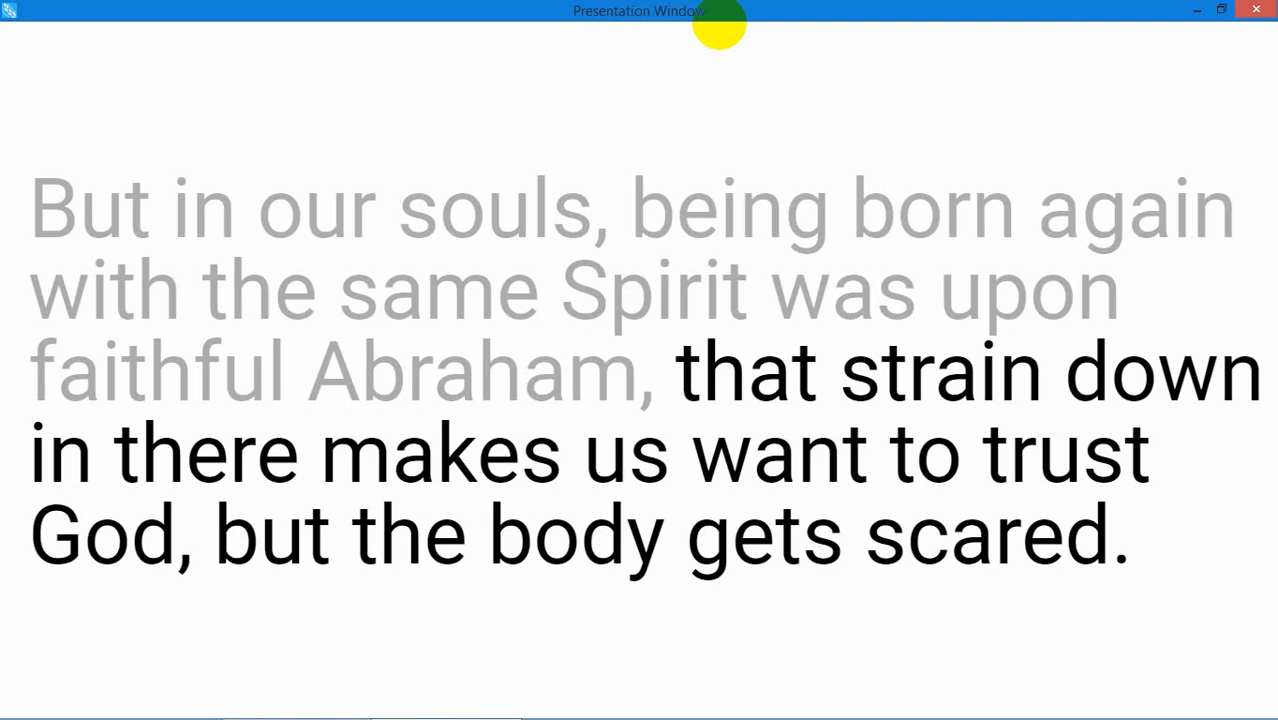 Presentation Window
But in our souls, being born again
with the same Spirit was upon
faithful Abraham, that strain down
in there makes us want to trust
God, but the body gets scared.